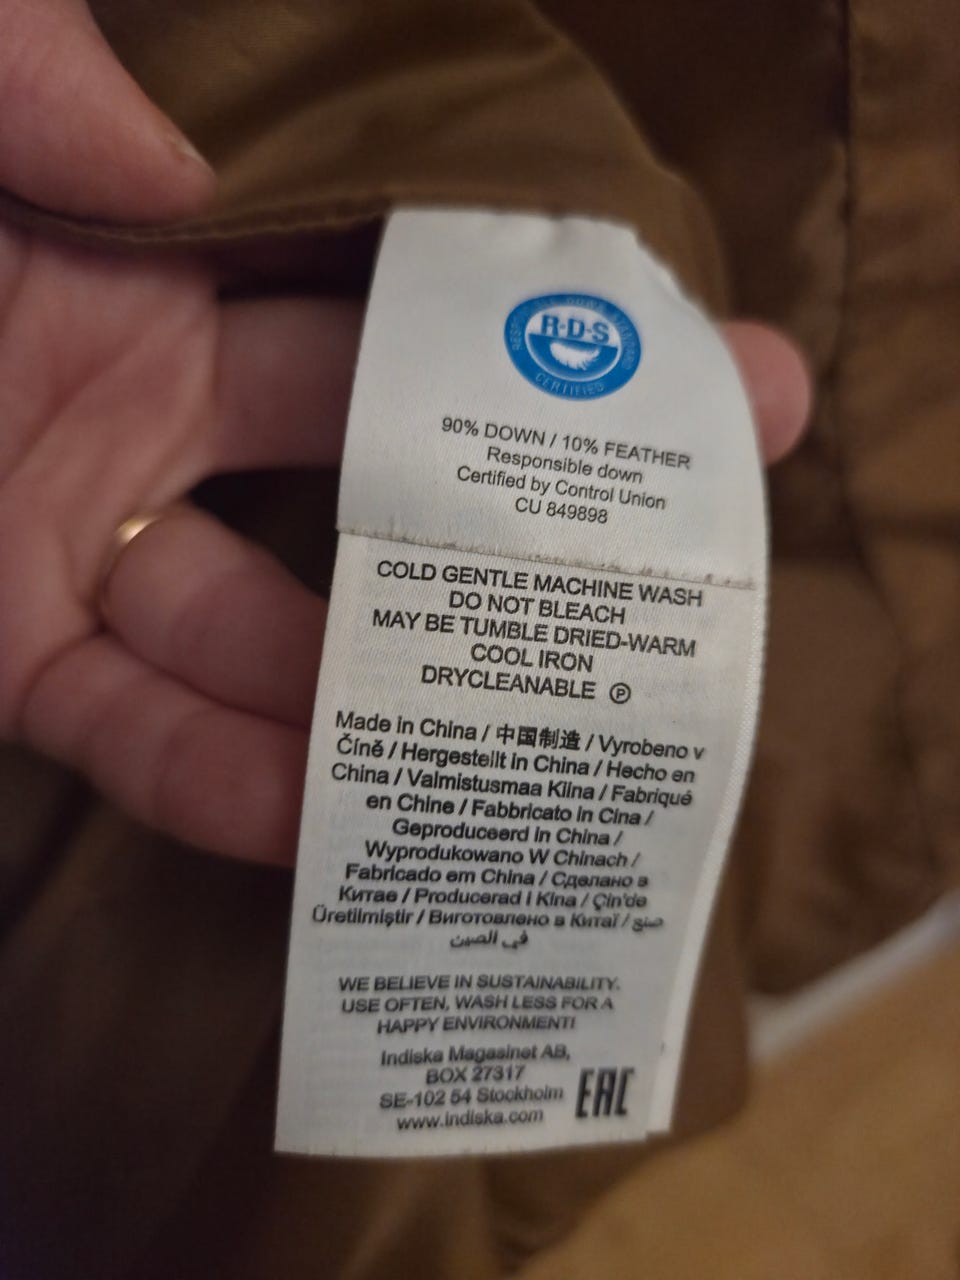 RESPONSIBLE DOWN STANDARD
R·D·S
CERTIFIED
90% DOWN / 10% FEATHER
Responsible down
Certified by Control Union
CU 849898
COLD GENTLE MACHINE WASH
DO NOT BLEACH
MAY BE TUMBLE DRIED-WARM
COOL IRON
DRYCLEANABLE Ⓟ
Made in China / 中国制造 / Vyrobeno v
Číně / Hergestellt in China / Hecho en
China / Valmistusmaa Kiina / Fabriqué
en Chine / Fabbricato in Cina /
Geproduceerd in China /
Wyprodukowano W Chinach /
Fabricado em China / Сделано в
Китае / Producerad i Kina / Çin'de
Üretilmiştir / Виготовлено в Китаї / صنع
في الصين
WE BELIEVE IN SUSTAINABILITY.
USE OFTEN, WASH LESS FOR A
HAPPY ENVIRONMENT!
Indiska Magasinet AB,
BOX 27317
SE-102 54 Stockholm
www.indiska.com
EAC